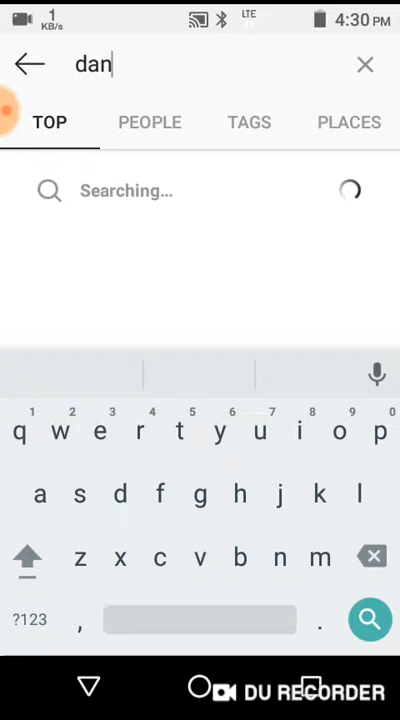 1
KB/s
LTE
4:30 PM
dan
TOP PEOPLE TAGS PLACES
Searching...
1 2 3 4 5 6 7 8 9 0
q w e r t y u i o p
a s d f g h j k l
z x c v b n m
?123 , .
DU RECORDER